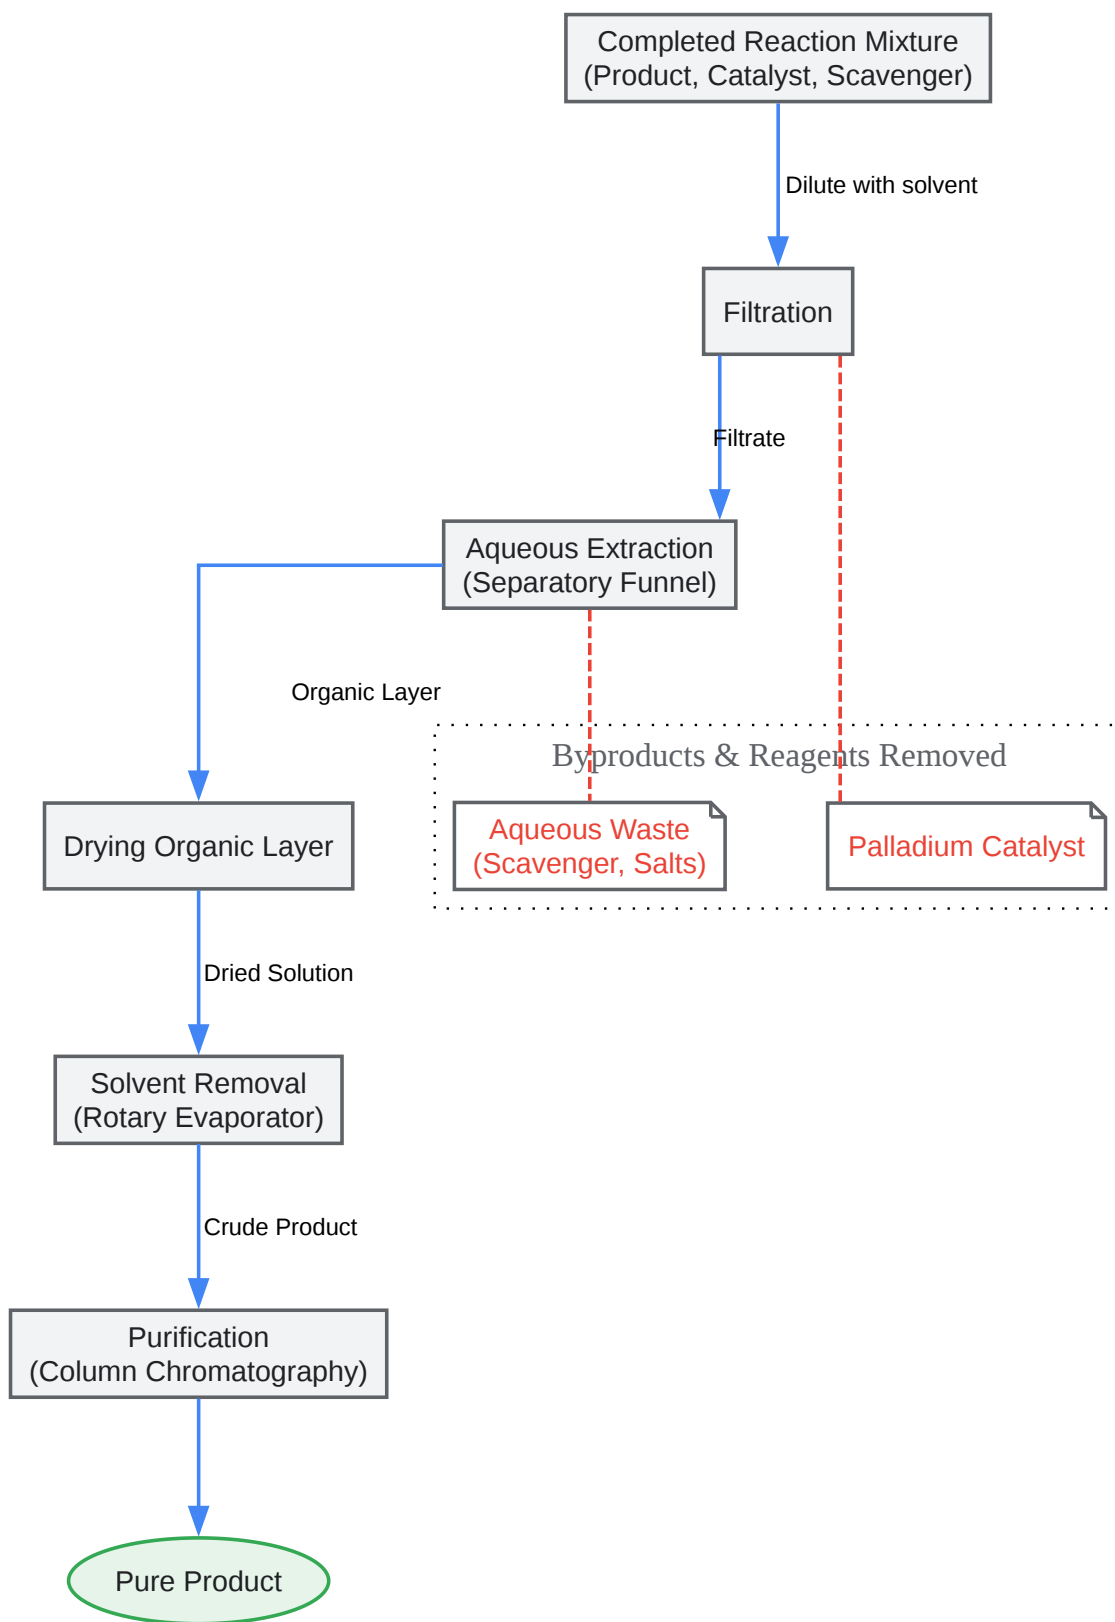 Completed Reaction Mixture
(Product, Catalyst, Scavenger)
Dilute with solvent
Filtration
Filtrate
Aqueous Extraction
(Separatory Funnel)
Organic Layer
Byproducts & Reagents Removed
Aqueous Waste
(Scavenger, Salts)
Palladium Catalyst
Drying Organic Layer
Dried Solution
Solvent Removal
(Rotary Evaporator)
Crude Product
Purification
(Column Chromatography)
Pure Product